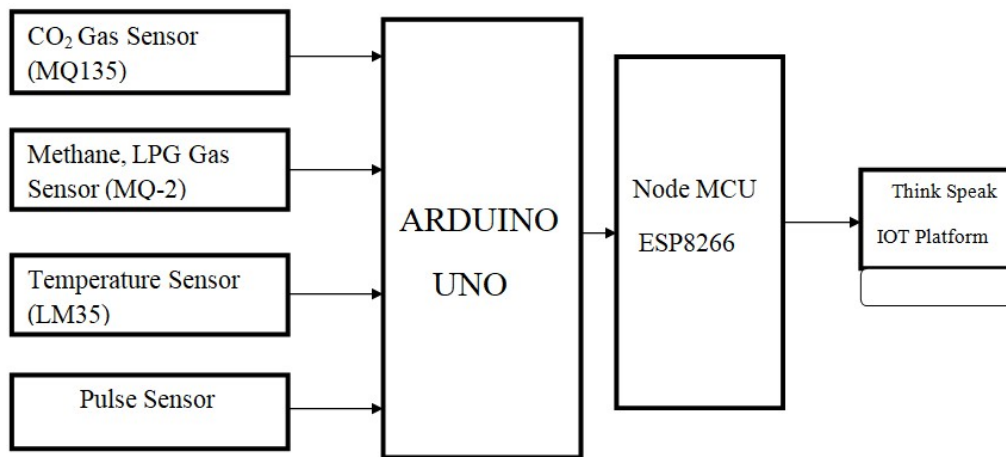 CO₂ Gas Sensor
(MQ135)
Methane, LPG Gas
Sensor (MQ-2)
Temperature Sensor
(LM35)
Pulse Sensor
ARDUINO
UNO
Node MCU
ESP8266
Think Speak
IOT Platform